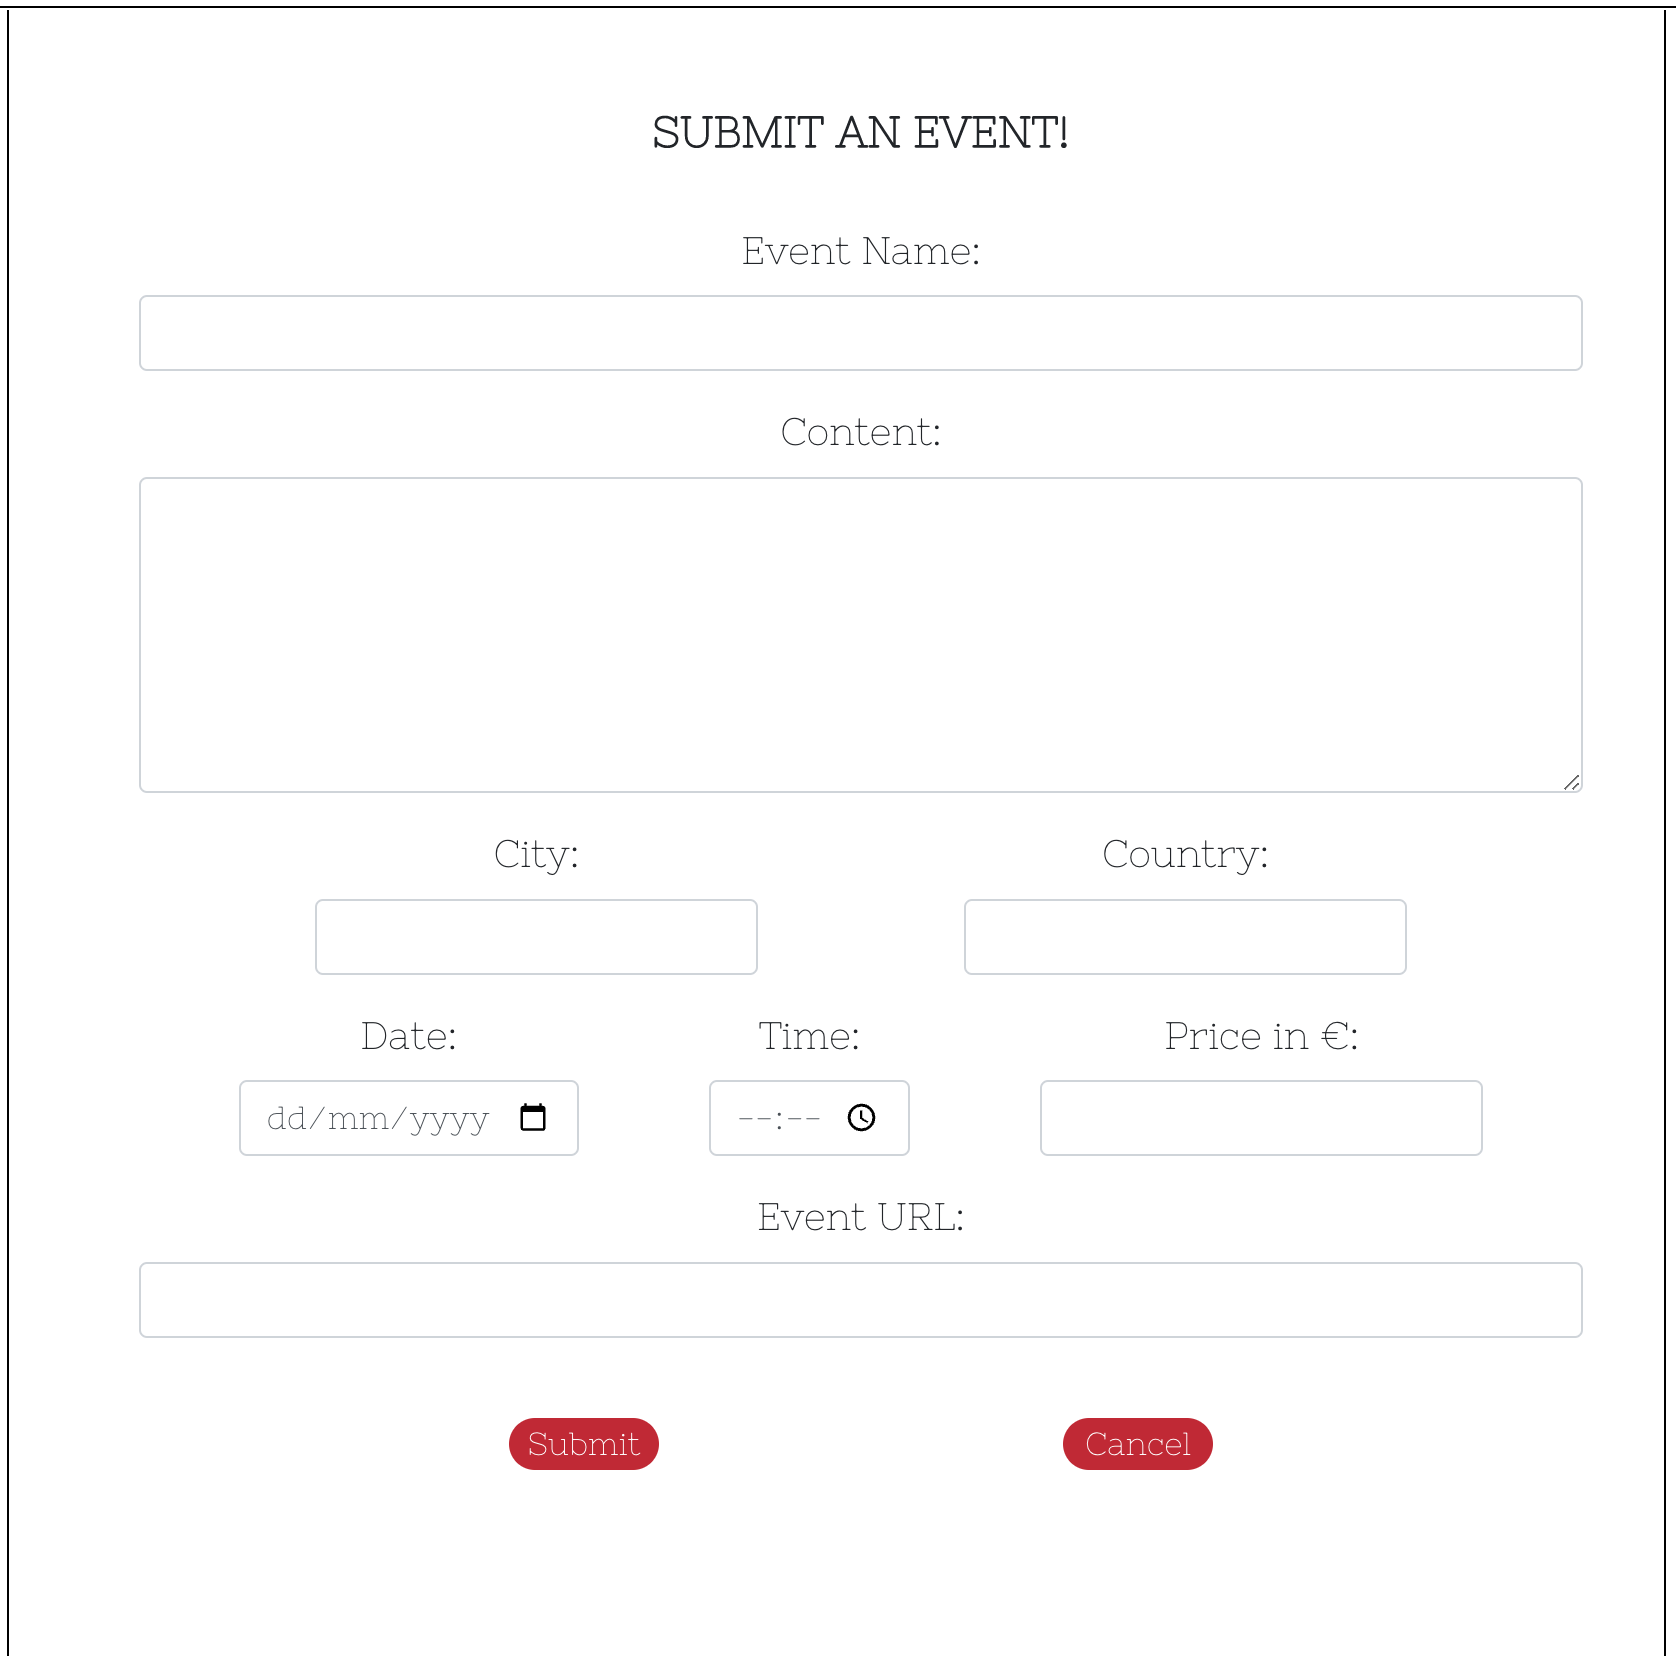 SUBMIT AN EVENT!
Event Name:
Content:
City: Country:
Date: Time: Price in €:
dd/mm/yyyy --:--
Event URL:
Submit Cancel